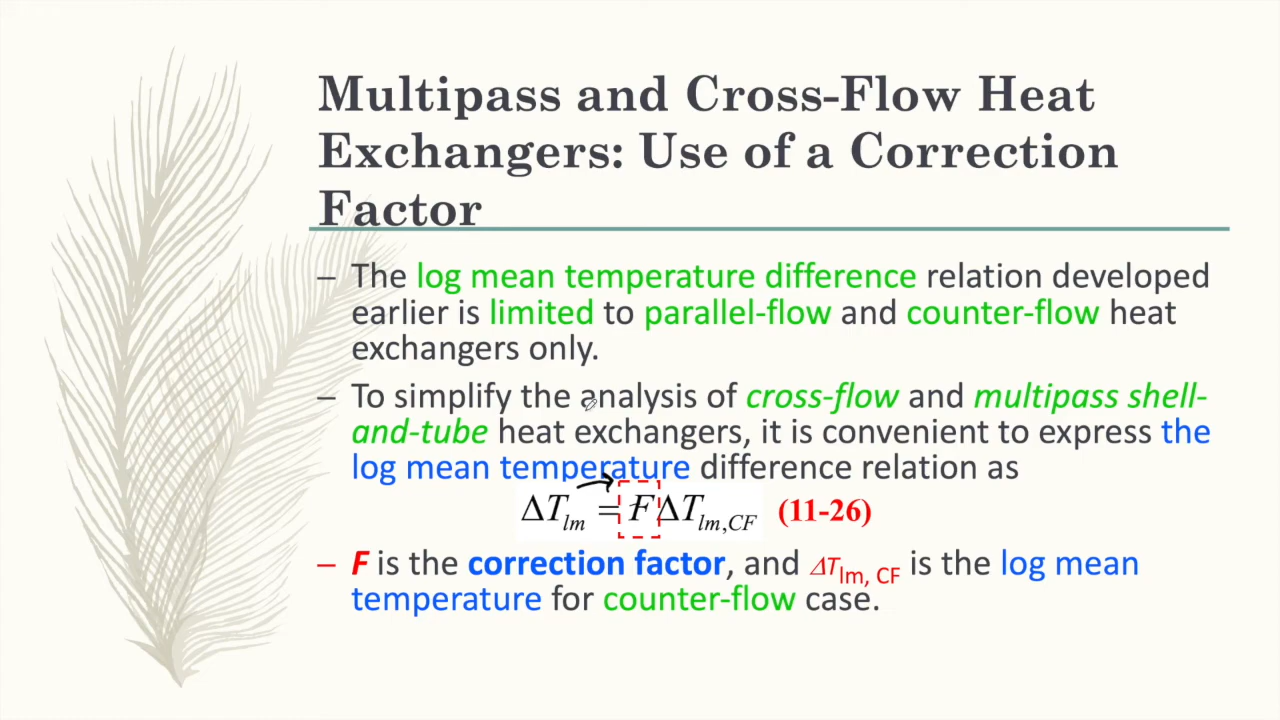 Multipass and Cross-Flow Heat
Exchangers: Use of a Correction
Factor
– The log mean temperature difference relation developed
earlier is limited to parallel-flow and counter-flow heat
exchangers only.
– To simplify the analysis of cross-flow and multipass shell-
and-tube heat exchangers, it is convenient to express the
log mean temperature difference relation as
ΔT_lm = F ΔT_lm,CF (11-26)
– F is the correction factor, and ΔT_lm, CF is the log mean
temperature for counter-flow case.